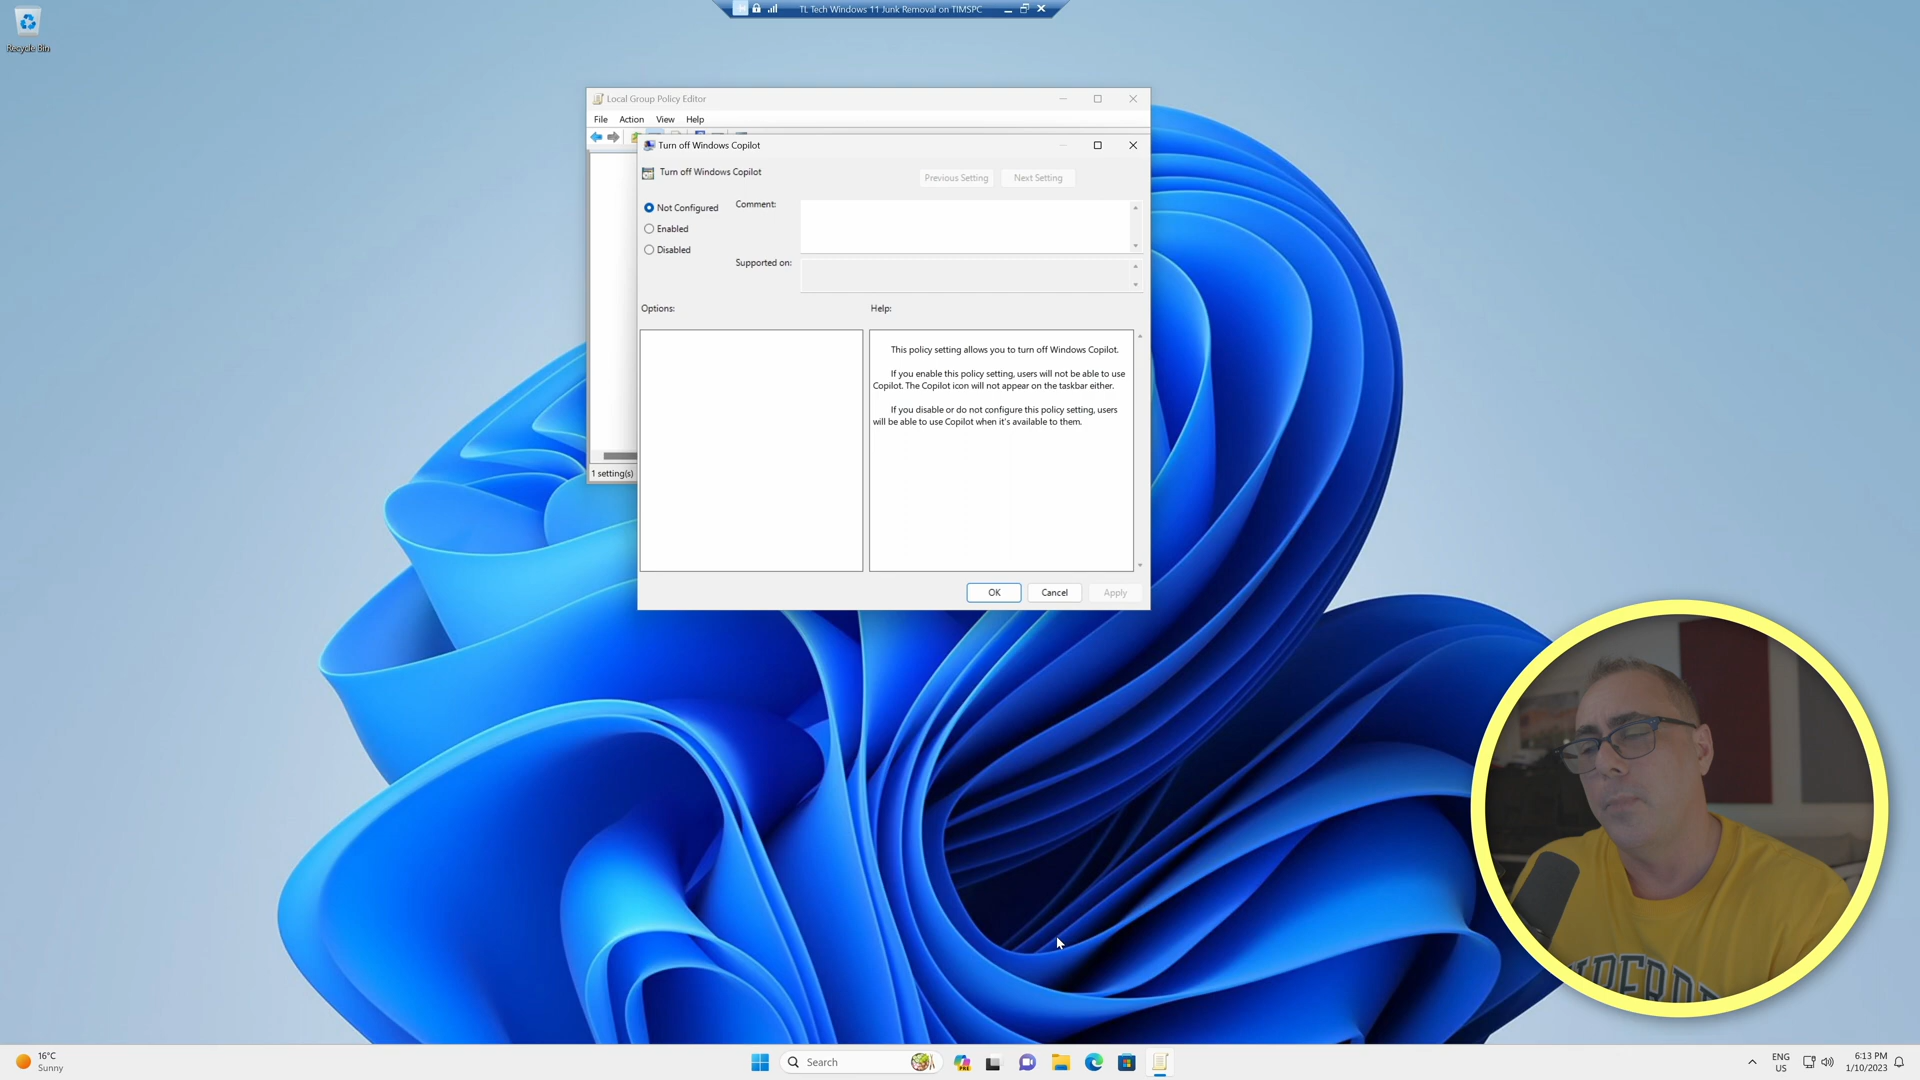 TL Tech Windows 11 Junk Removal on TIMSPC
Recycle Bin
Local Group Policy Editor
File Action View Help
Turn off Windows Copilot
Turn off Windows Copilot
Previous Setting Next Setting
Not Configured Comment:
Enabled
Disabled
Supported on:
Options: Help:
This policy setting allows you to turn off Windows Copilot.
If you enable this policy setting, users will not be able to use
Copilot. The Copilot icon will not appear on the taskbar either.
If you disable or do not configure this policy setting, users
will be able to use Copilot when it's available to them.
1 setting(s)
OK Cancel Apply
16°C
Sunny
Search
PRE
ENG
US
6:13 PM
1/10/2023